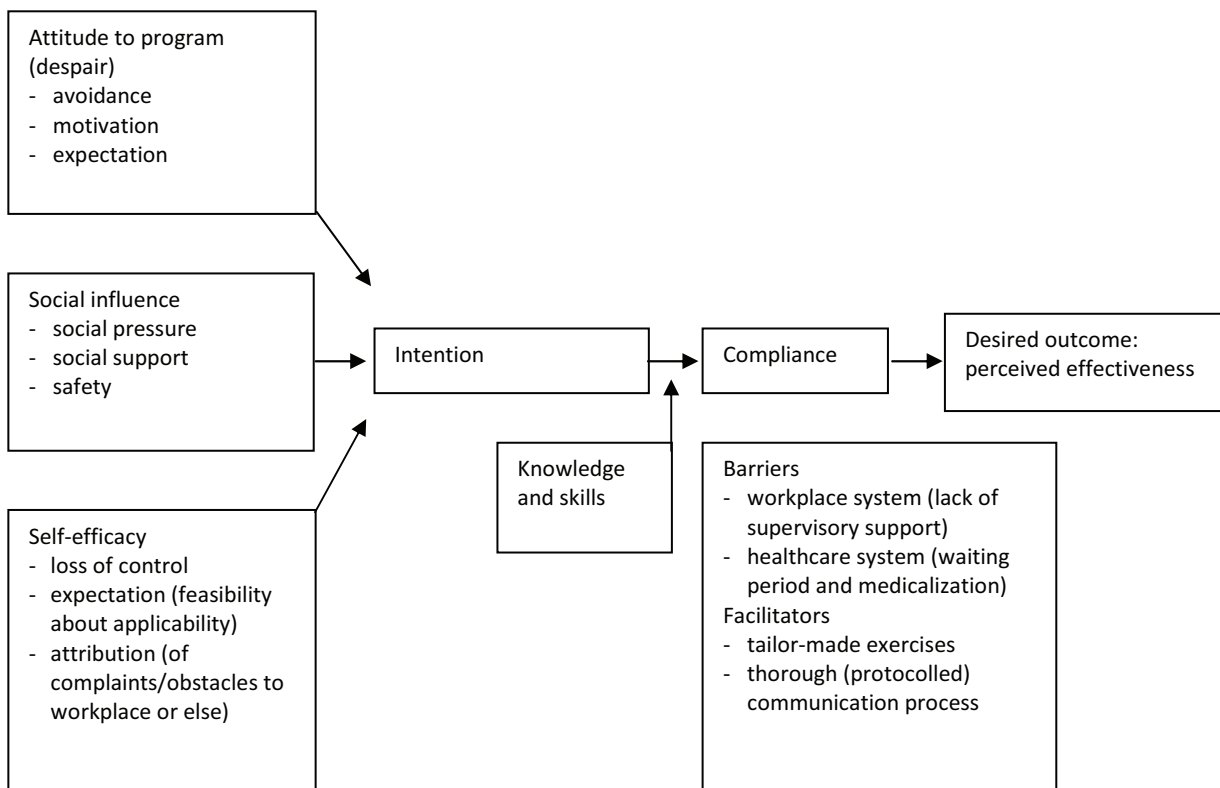 Attitude to program
(despair)
- avoidance
- motivation
- expectation
Social influence
- social pressure
- social support
- safety
Self-efficacy
- loss of control
- expectation (feasibility
about applicability)
- attribution (of
complaints/obstacles to
workplace or else)
Intention
Knowledge
and skills
Compliance
Barriers
- workplace system (lack of
supervisory support)
- healthcare system (waiting
period and medicalization)
Facilitators
- tailor-made exercises
- thorough (protocolled)
communication process
Desired outcome:
perceived effectiveness